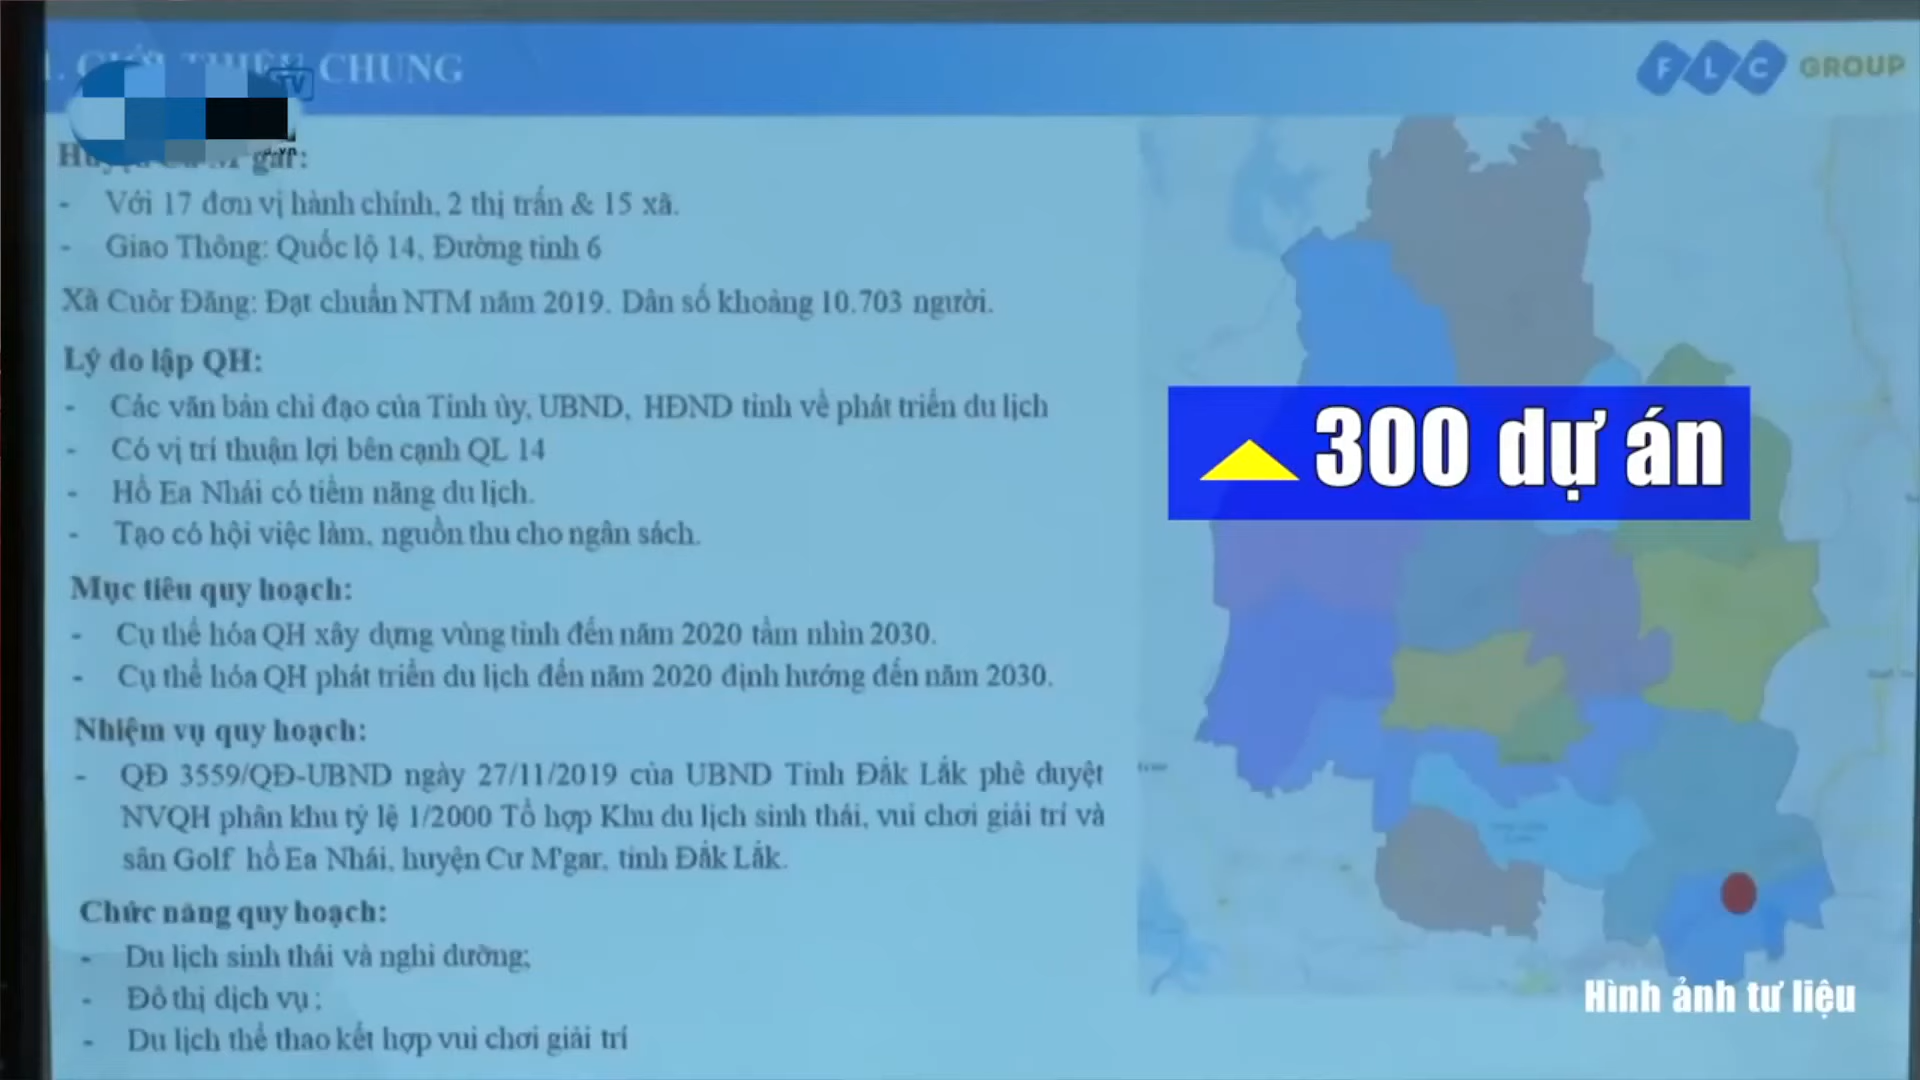 1. GIỚI THIỆU CHUNG
FLC GROUP
TV
.vn
Huyện Cư M'gar:
- Với 17 đơn vị hành chính, 2 thị trấn & 15 xã.
- Giao Thông: Quốc lộ 14, Đường tỉnh 6
Xã Cuôr Đăng: Đạt chuẩn NTM năm 2019. Dân số khoảng 10.703 người.
Lý do lập QH:
- Các văn bản chỉ đạo của Tỉnh ủy, UBND, HĐND tỉnh về phát triển du lịch
- Có vị trí thuận lợi bên cạnh QL 14
- Hồ Ea Nhái có tiềm năng du lịch.
- Tạo có hội việc làm, nguồn thu cho ngân sách.
300 dự án
Mục tiêu quy hoạch:
- Cụ thể hóa QH xây dựng vùng tỉnh đến năm 2020 tầm nhìn 2030.
- Cụ thể hóa QH phát triển du lịch đến năm 2020 định hướng đến năm 2030.
Nhiệm vụ quy hoạch:
- QĐ 3559/QĐ-UBND ngày 27/11/2019 của UBND Tỉnh Đắk Lắk phê duyệt
NVQH phân khu tỷ lệ 1/2000 Tổ hợp Khu du lịch sinh thái, vui chơi giải trí và
sân Golf hồ Ea Nhái, huyện Cư M'gar, tỉnh Đắk Lắk.
Chức năng quy hoạch:
- Du lịch sinh thái và nghỉ dưỡng;
- Đô thị dịch vụ;
- Du lịch thể thao kết hợp vui chơi giải trí
Hình ảnh tư liệu